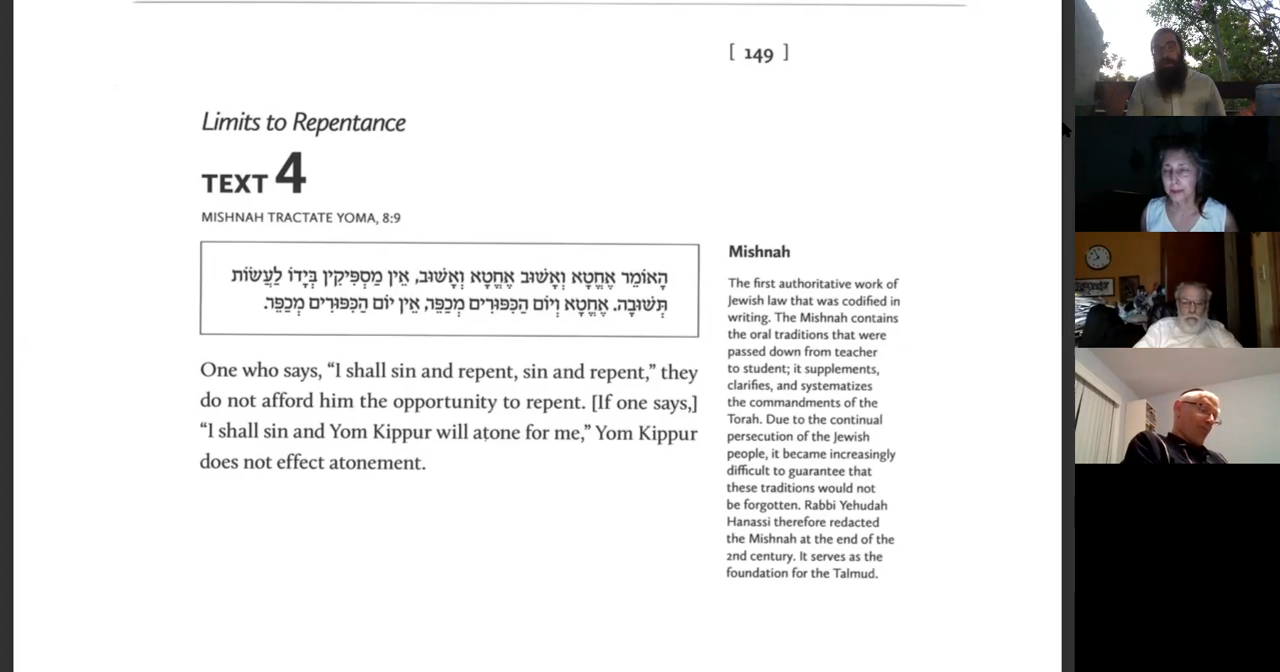 [ 149 ]
Limits to Repentance
TEXT 4
MISHNAH TRACTATE YOMA, 8:9
הָאוֹמֵר אֶחֱטָא וְאָשׁוּב אֶחֱטָא וְאָשׁוּב, אֵין מַסְפִּיקִין בְּיָדוֹ לַעֲשׂוֹת
תְּשׁוּבָה. אֶחֱטָא וְיוֹם הַכִּפּוּרִים מְכַפֵּר, אֵין יוֹם הַכִּפּוּרִים מְכַפֵּר.
One who says, “I shall sin and repent, sin and repent,” they
do not afford him the opportunity to repent. [If one says,]
“I shall sin and Yom Kippur will atone for me,” Yom Kippur
does not effect atonement.
Mishnah
The first authoritative work of
Jewish law that was codified in
writing. The Mishnah contains
the oral traditions that were
passed down from teacher
to student; it supplements,
clarifies, and systematizes
the commandments of the
Torah. Due to the continual
persecution of the Jewish
people, it became increasingly
difficult to guarantee that
these traditions would not
be forgotten. Rabbi Yehudah
Hanassi therefore redacted
the Mishnah at the end of the
2nd century. It serves as the
foundation for the Talmud.